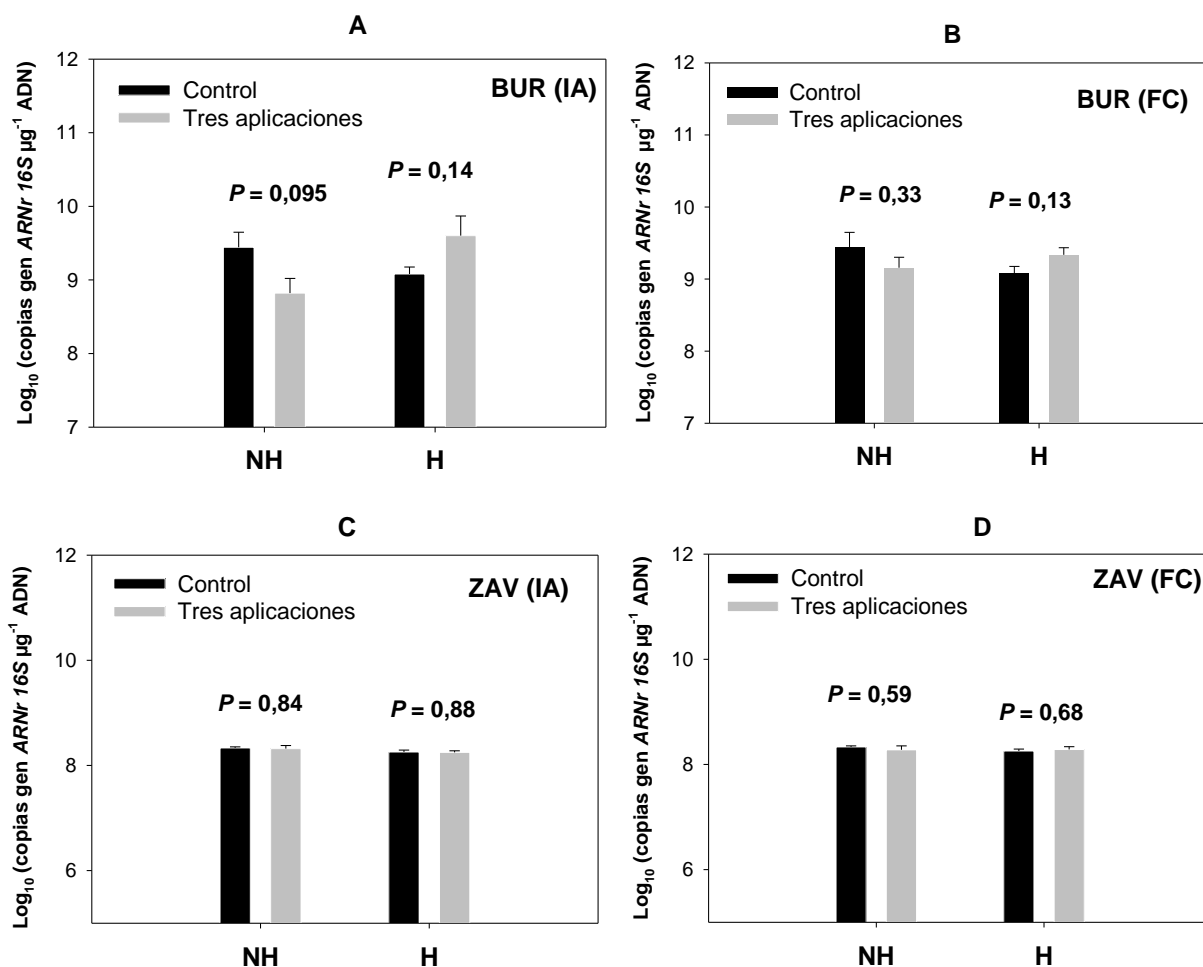 A
Log10 (copias gen ARNr 16S µg-1 ADN)
12
11
10
9
8
7
Control
Tres aplicaciones
BUR (IA)
P = 0,095
P = 0,14
NH
H
B
Log10 (copias gen ARNr 16S µg-1 ADN)
12
11
10
9
8
7
Control
Tres aplicaciones
BUR (FC)
P = 0,33
P = 0,13
NH
H
C
Log10 (copias gen ARNr 16S µg-1 ADN)
12
10
8
6
Control
Tres aplicaciones
ZAV (IA)
P = 0,84
P = 0,88
NH
H
D
Log10 (copias gen ARNr 16S µg-1 ADN)
12
10
8
6
Control
Tres aplicaciones
ZAV (FC)
P = 0,59
P = 0,68
NH
H